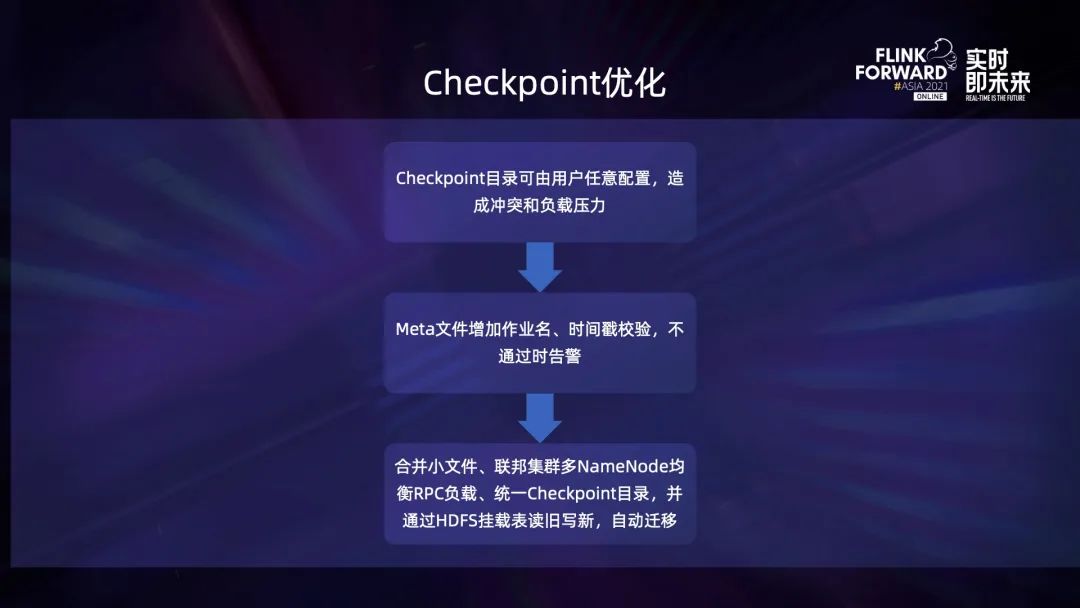 Checkpoint优化
FLINK
FORWARD
#ASIA 2021
ONLINE
实时
即未来
REAL-TIME IS THE FUTURE
Checkpoint目录可由用户任意配置，造
成冲突和负载压力
Meta文件增加作业名、时间戳校验，不
通过时告警
合并小文件、联邦集群多NameNode均
衡RPC负载、统一Checkpoint目录，并
通过HDFS挂载表读旧写新，自动迁移